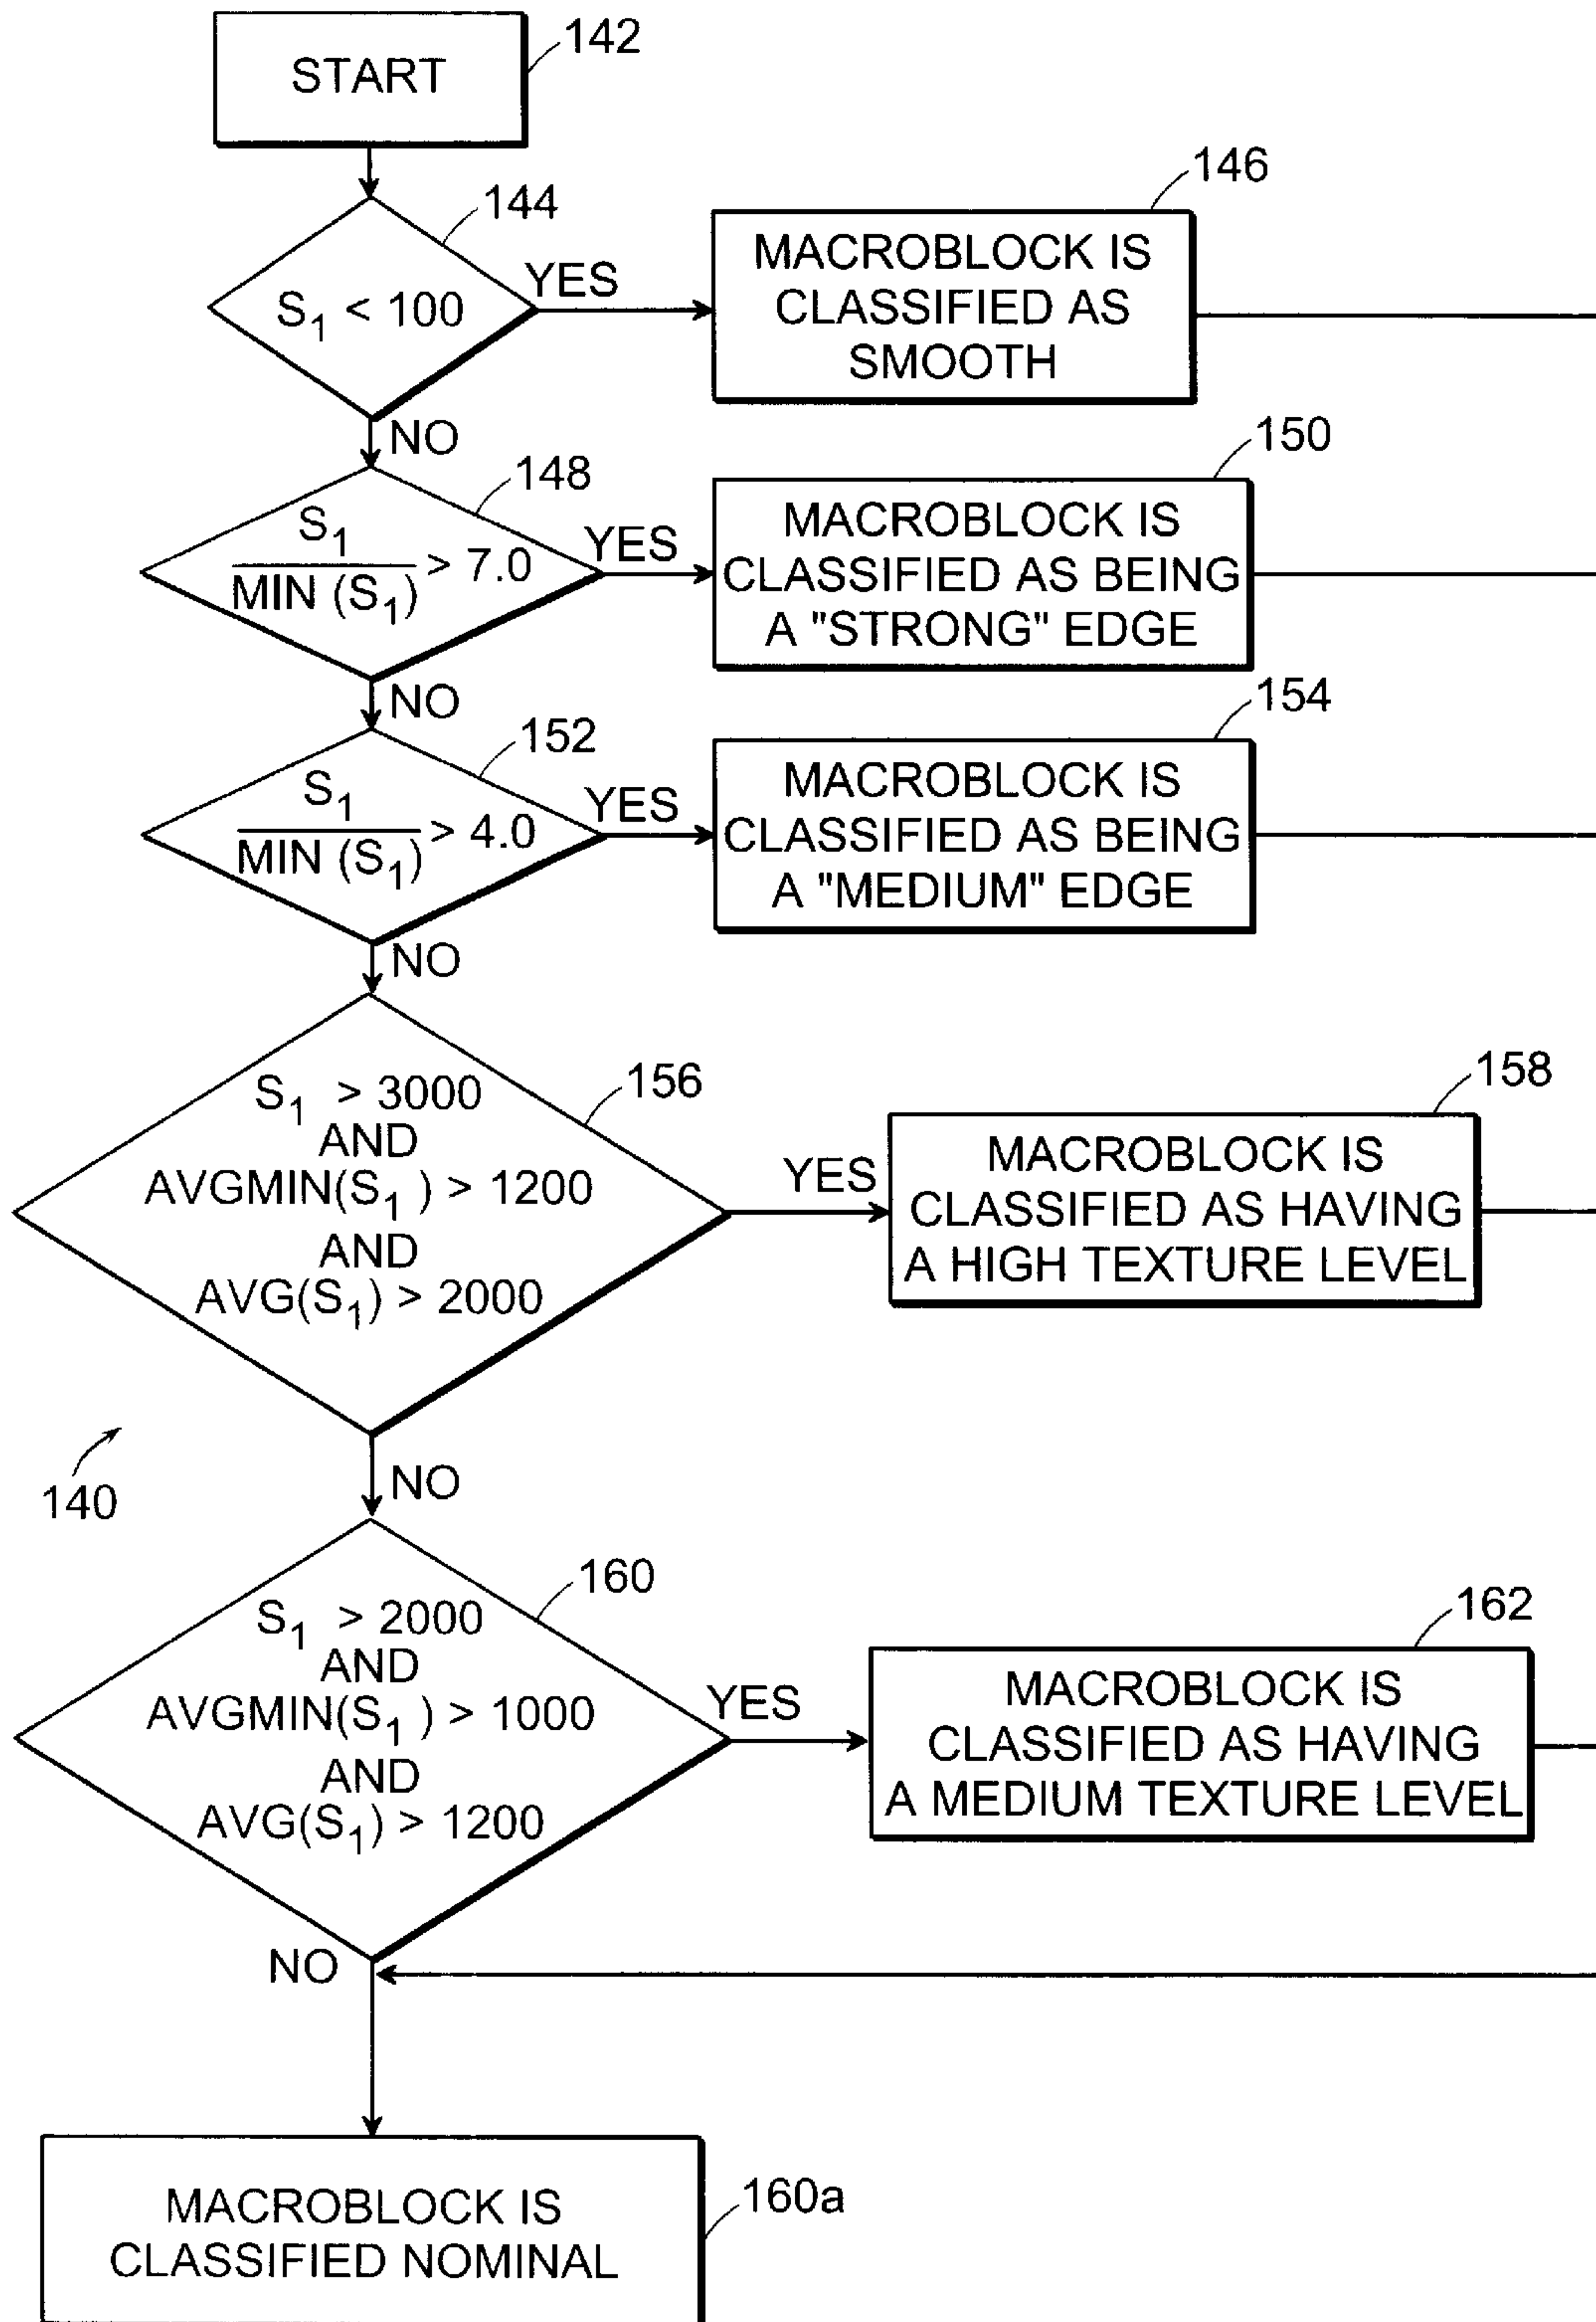 START
142
144
S1 < 100
YES
146
MACROBLOCK IS
CLASSIFIED AS
SMOOTH
NO
148
S1
MIN (S1)
> 7.0
YES
150
MACROBLOCK IS
CLASSIFIED AS BEING
A "STRONG" EDGE
NO
152
S1
MIN (S1)
> 4.0
YES
154
MACROBLOCK IS
CLASSIFIED AS BEING
A "MEDIUM" EDGE
NO
156
S1 > 3000
AND
AVGMIN(S1 ) > 1200
AND
AVG(S1) > 2000
YES
158
MACROBLOCK IS
CLASSIFIED AS HAVING
A HIGH TEXTURE LEVEL
140
NO
160
S1 > 2000
AND
AVGMIN(S1 ) > 1000
AND
AVG(S1) > 1200
YES
162
MACROBLOCK IS
CLASSIFIED AS HAVING
A MEDIUM TEXTURE LEVEL
NO
160a
MACROBLOCK IS
CLASSIFIED NOMINAL